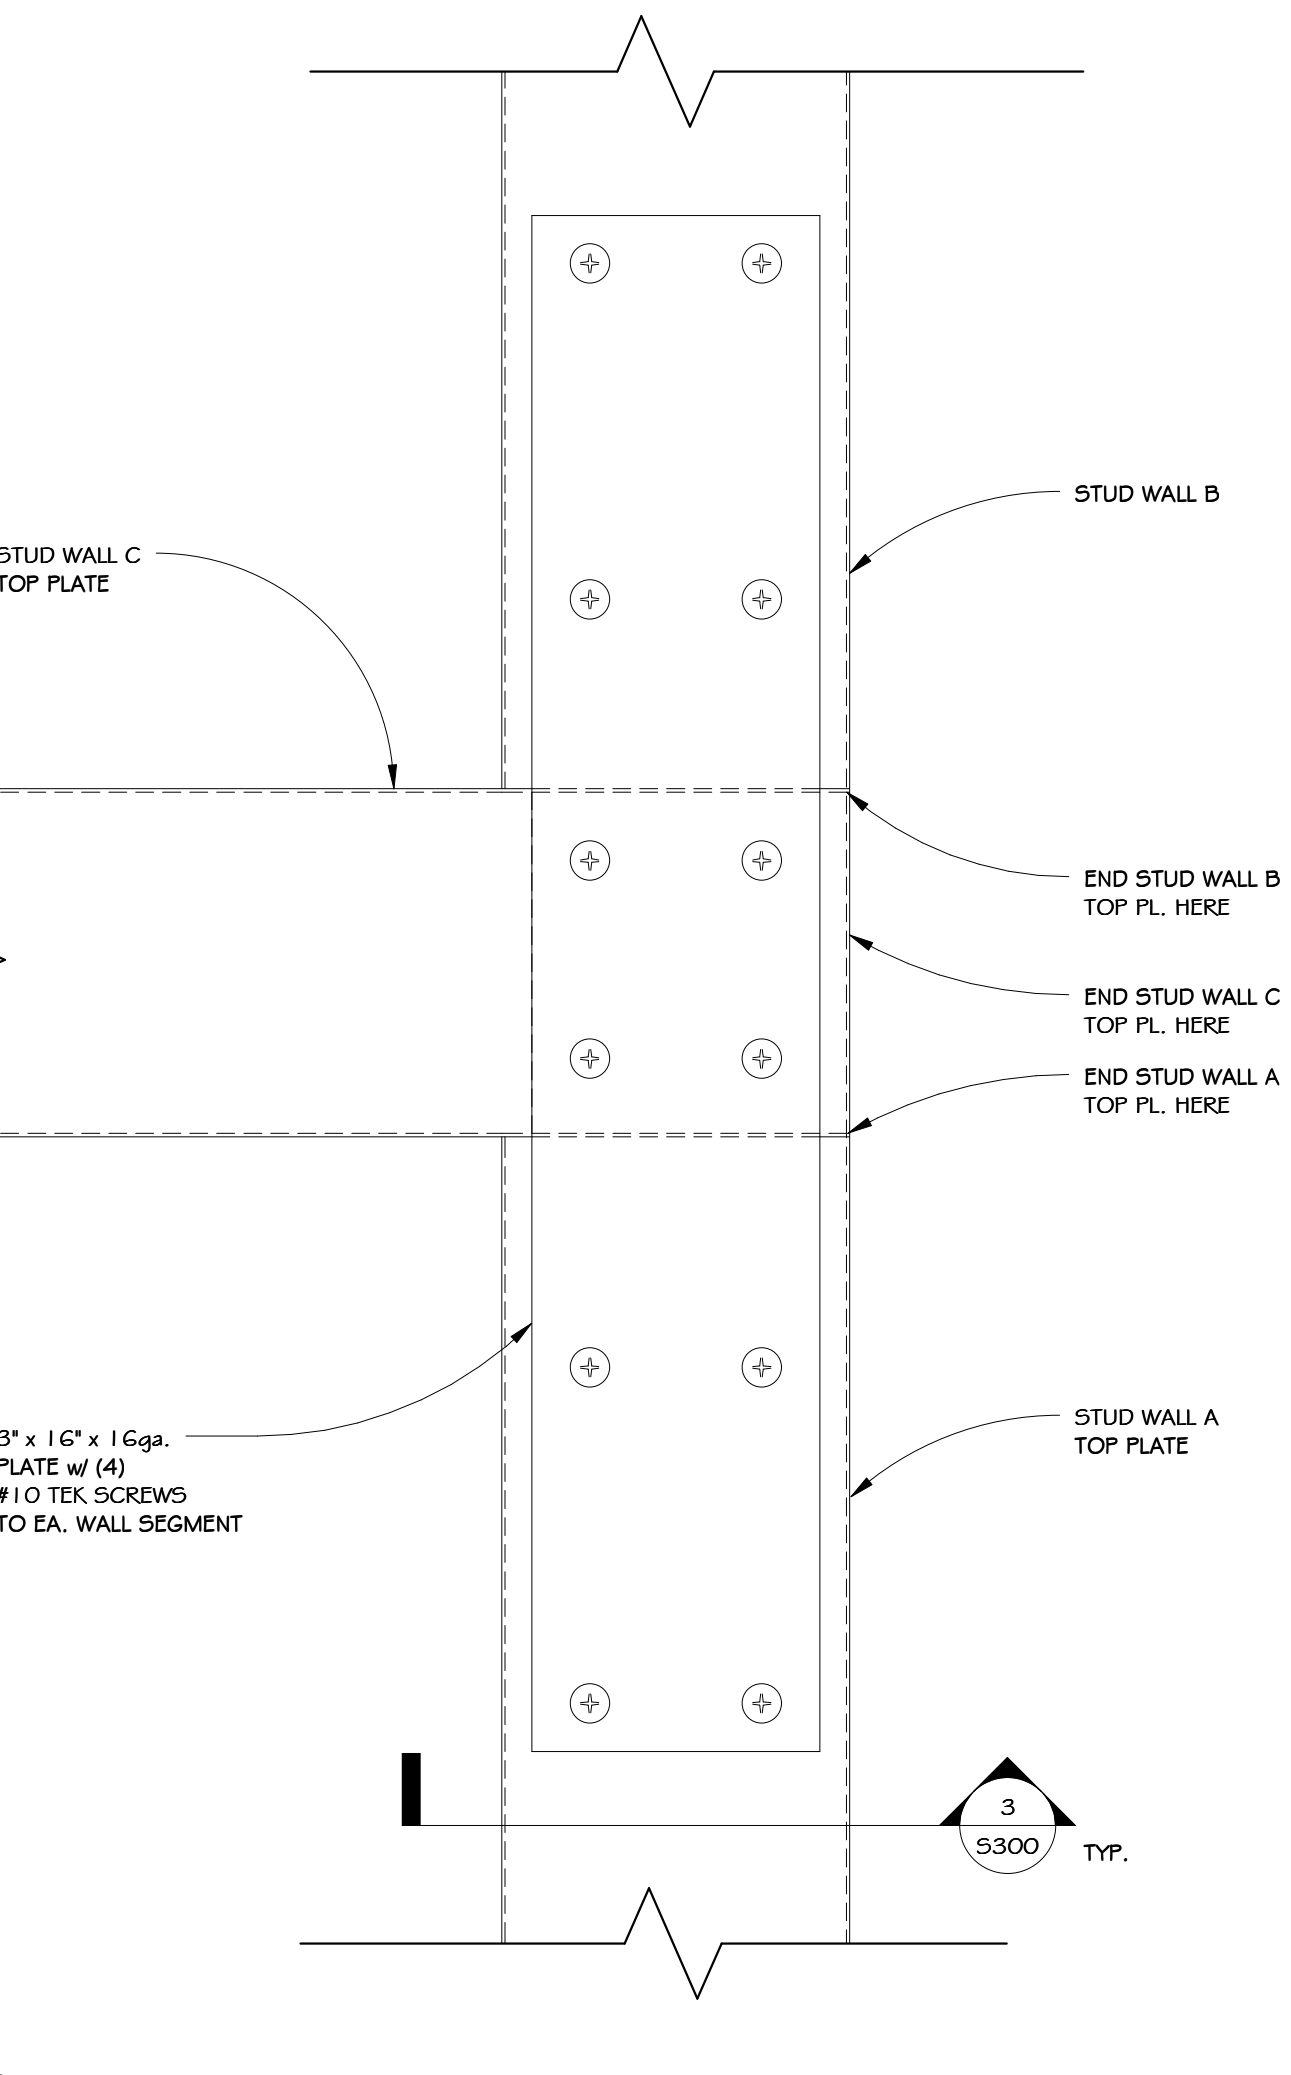 STUD WALL B
STUD WALL C
TOP PLATE
END STUD WALL B
TOP PL. HERE
END STUD WALL C
TOP PL. HERE
END STUD WALL A
TOP PL. HERE
STUD WALL A
TOP PLATE
3" x 16" x 16ga.
PLATE w/ (4)
#10 TEK SCREWS
TO EA. WALL SEGMENT
3
S300
TYP.